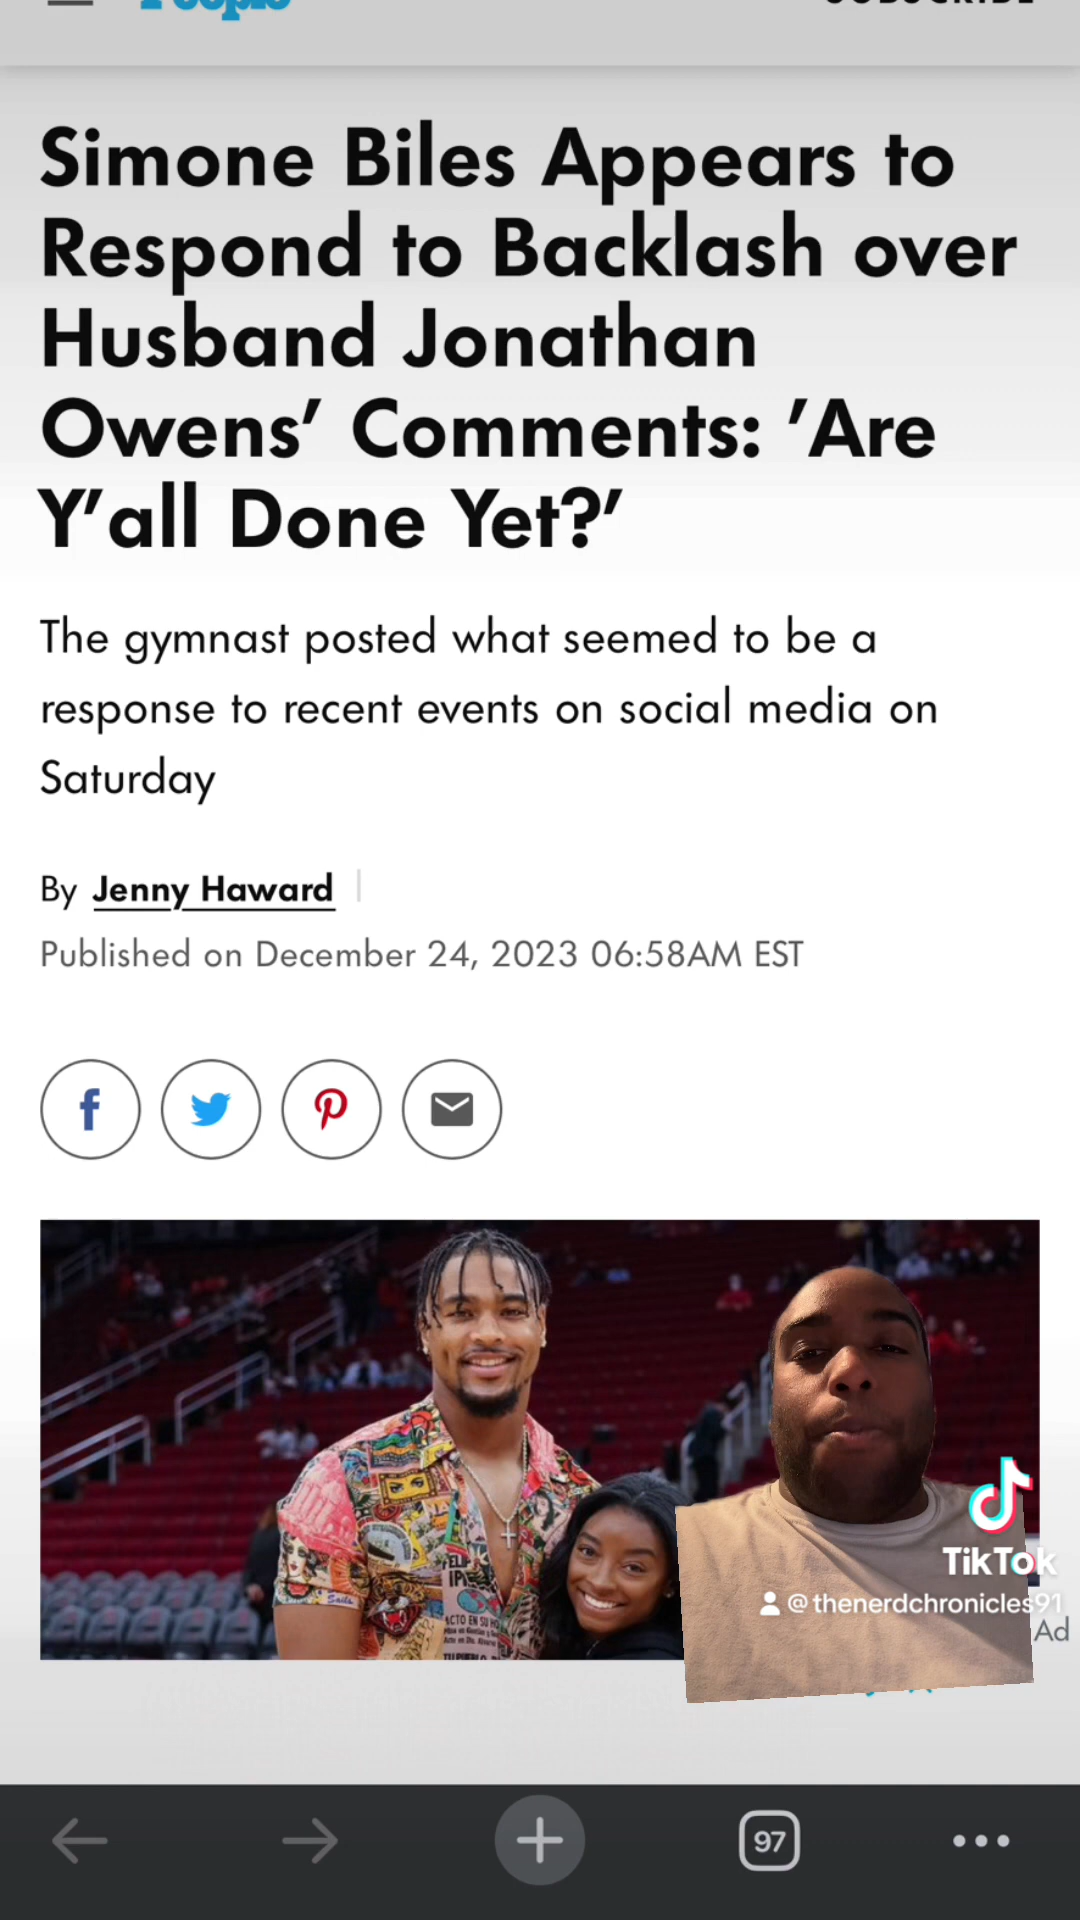 People
SUBSCRIBE
Simone Biles Appears to
Respond to Backlash over
Husband Jonathan
Owens’ Comments: ’Are
Y’all Done Yet?’
The gymnast posted what seemed to be a
response to recent events on social media on
Saturday
By Jenny Haward
Published on December 24, 2023 06:58AM EST
TikTok
@thenerdchronicles91
Ad
97